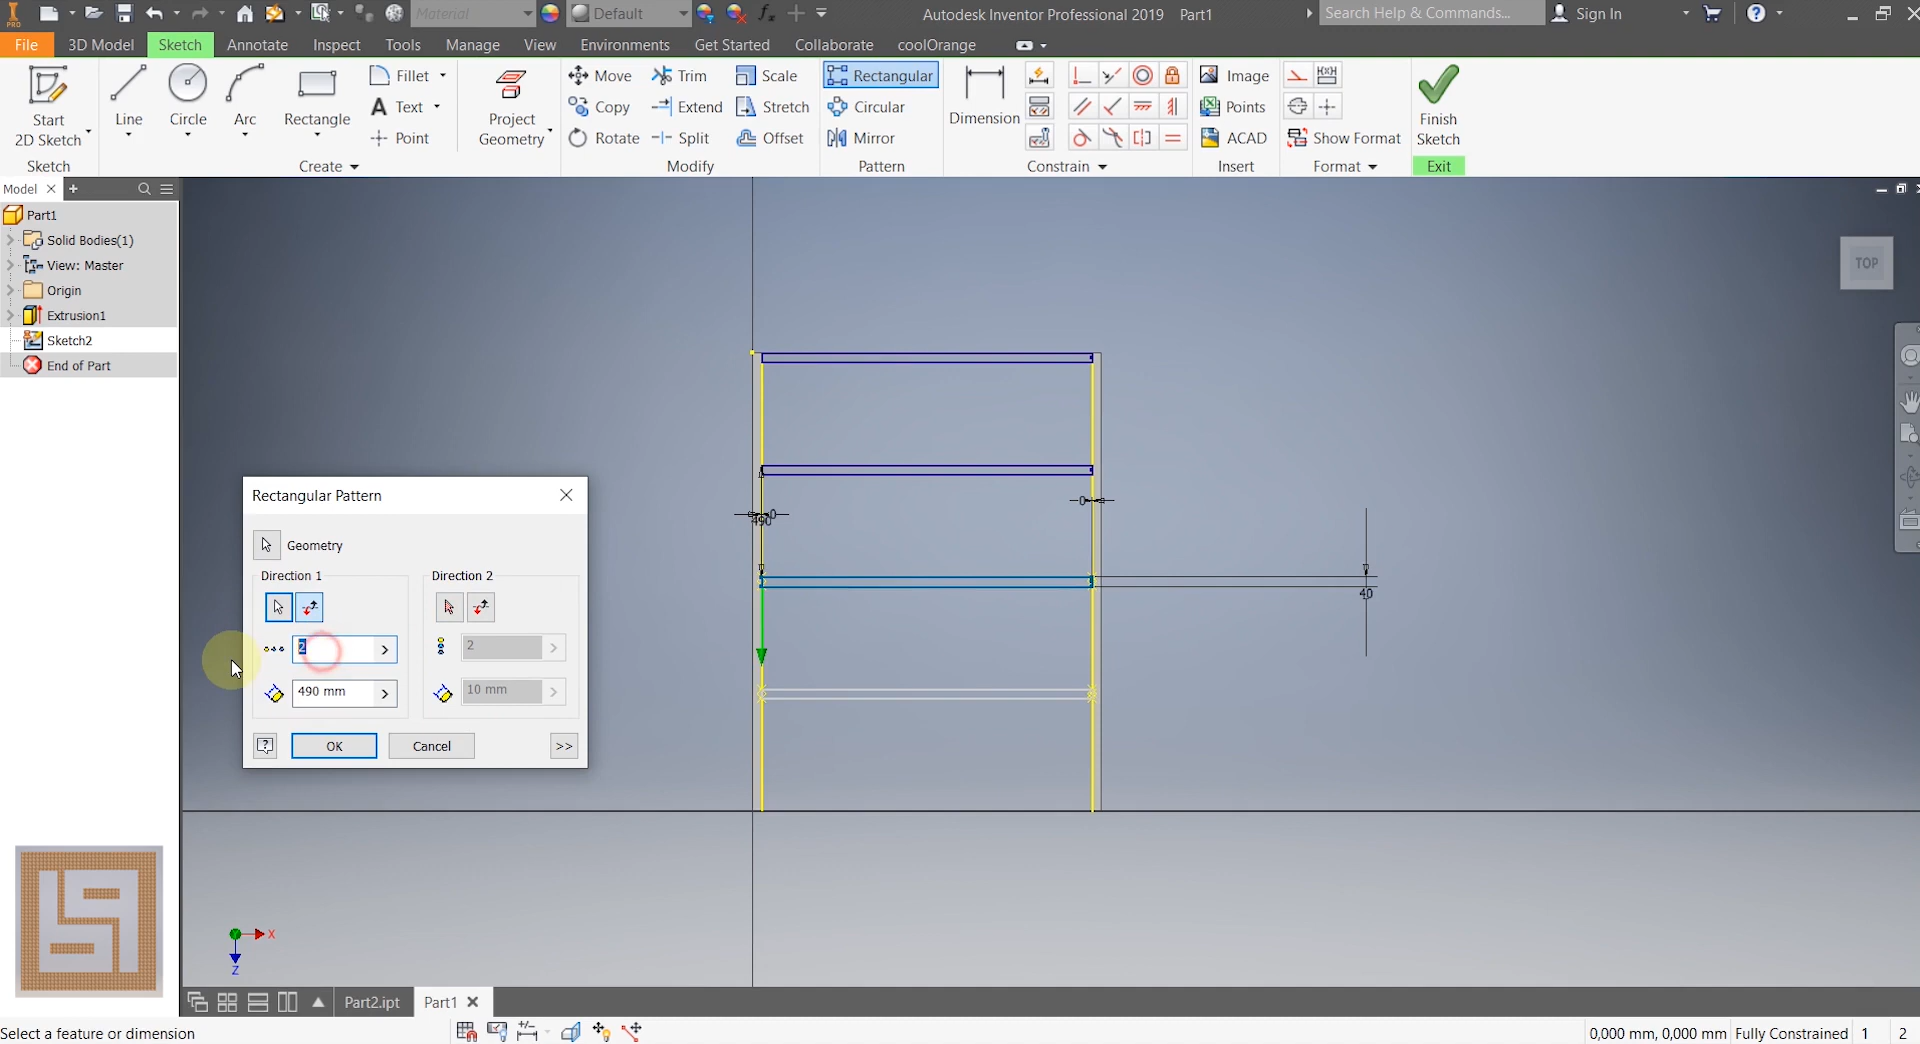 PRO
Material
Default
Autodesk Inventor Professional 2019 Part1
Search Help & Commands...
Sign In
File
3D Model
Sketch
Annotate
Inspect
Tools
Manage
View
Environments
Get Started
Collaborate
coolOrange
Start
2D Sketch
Sketch
Line
Circle
Arc
Rectangle
Fillet
Text
Point
Create
Project
Geometry
Move
Trim
Scale
Copy
Extend
Stretch
Rotate
Split
Offset
Modify
Rectangular
Circular
Mirror
Pattern
Dimension
Constrain
Image
Points
ACAD
Insert
Show Format
Format
Finish
Sketch
Exit
Model
Part1
Solid Bodies(1)
View: Master
Origin
Extrusion1
Sketch2
End of Part
TOP
Rectangular Pattern
Geometry
Direction 1
Direction 2
2
2
490 mm
10 mm
OK
Cancel
>>
490
0
0
40
X
Z
Part2.ipt
Part1
Select a feature or dimension
0,000 mm, 0,000 mm Fully Constrained 1 2